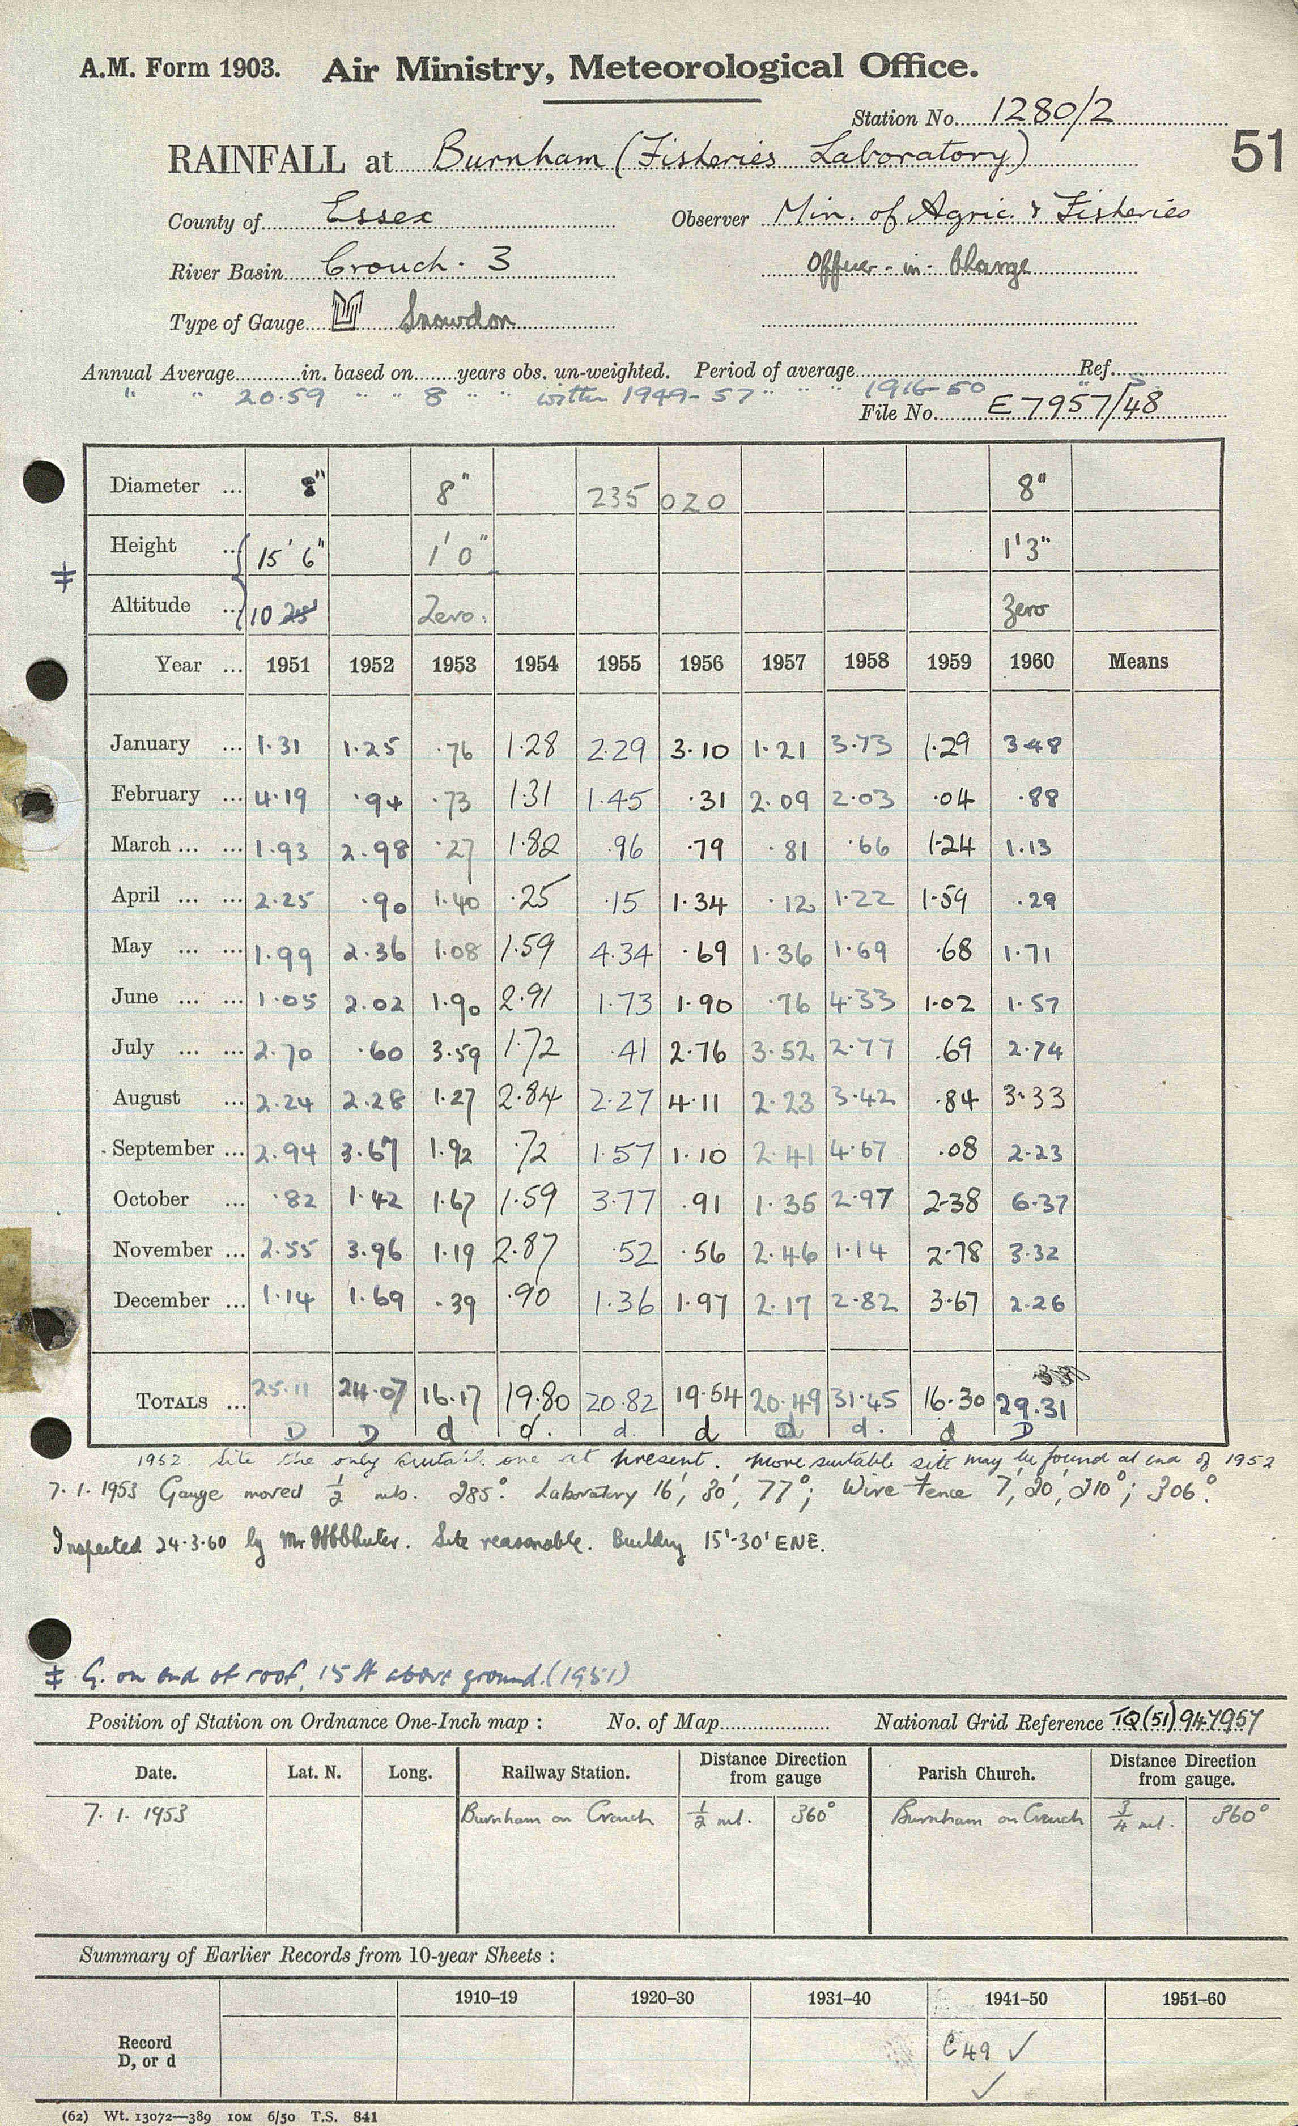 A.M. Form 1903. Air Ministry, Meteorological Office.
Station No. 1280/2
RAINFALL at Burnham (Fisheries Laboratory) 51
County of Essex Observer Min. of Agric. & Fisheries
River Basin Crouch. 3 Officer-in-Charge
Type of Gauge Snowdon
Annual Average in. based on years obs. un-weighted. Period of average Ref.
" " 20.59 " " 8 " " within 1949-57 " " " 1916-50 "
File No. E7957/48
Diameter ... 8" 8" 235 020 8"
Height ... 15' 6" 1' 0" 1'3"
‡
Altitude ... 10 25 Zero. Zero
Year ... 1951 1952 1953 1954 1955 1956 1957 1958 1959 1960 Means
January ... 1.31 1.25 .76 1.28 2.29 3.10 1.21 3.73 1.29 3.48
February ... 4.19 .94 .73 1.31 1.45 .31 2.09 2.03 .04 .88
March ... ... 1.93 2.98 .27 1.82 .96 .79 .81 .66 1.24 1.13
April ... ... 2.25 .90 1.40 .25 .15 1.34 .12 1.22 1.59 .29
May ... ... 1.99 2.36 1.08 1.59 4.34 .69 1.36 1.69 .68 1.71
June ... ... 1.05 2.02 1.90 2.91 1.73 1.90 .76 4.33 1.02 1.57
July ... ... 2.70 .60 3.59 1.72 .41 2.76 3.52 2.77 .69 2.74
August ... 2.24 2.28 1.27 2.84 2.27 4.11 2.23 3.42 .84 3.33
September ... 2.94 3.67 1.92 .72 1.57 1.10 2.41 4.67 .08 2.23
October ... .82 1.42 1.67 1.59 3.77 .91 1.35 2.97 2.38 6.37
November ... 2.55 3.96 1.19 2.87 .52 .56 2.46 1.14 2.78 3.32
December ... 1.14 1.69 .39 .90 1.36 1.97 2.17 2.82 3.67 2.26
TOTALS ... 25.11 24.07 16.17 19.80 20.82 19.54 20.49 31.45 16.30 29.31
D D d d. d. d d d. d D
1952 Site the only suitable one at present. More suitable site may be found at end of 1952
7.1.1953 Gauge moved ½ mls. 285°. Laboratory 16', 30', 77°; Wire Fence 7', 20', 210°; 306°.
Inspected 24.3.60 by Mr. Site reasonable. Building 15'-30' ENE.
‡ G. on end of roof, 15 ft above ground. (1951)
Position of Station on Ordnance One-Inch map : No. of Map National Grid Reference TQ(51)947957
Date. Lat. N. Long. Railway Station. Distance Direction from gauge Parish Church. Distance Direction from gauge.
7. 1. 1953 Burnham on Crouch ½ ml. 360° Burnham on Crouch ¾ ml. 360°
Summary of Earlier Records from 10-year Sheets :
1910–19 1920–30 1931–40 1941–50 1951–60
Record D, or d C49 ✓
✓
(62) Wt. 13072—389 10M 6/50 T.S. 841